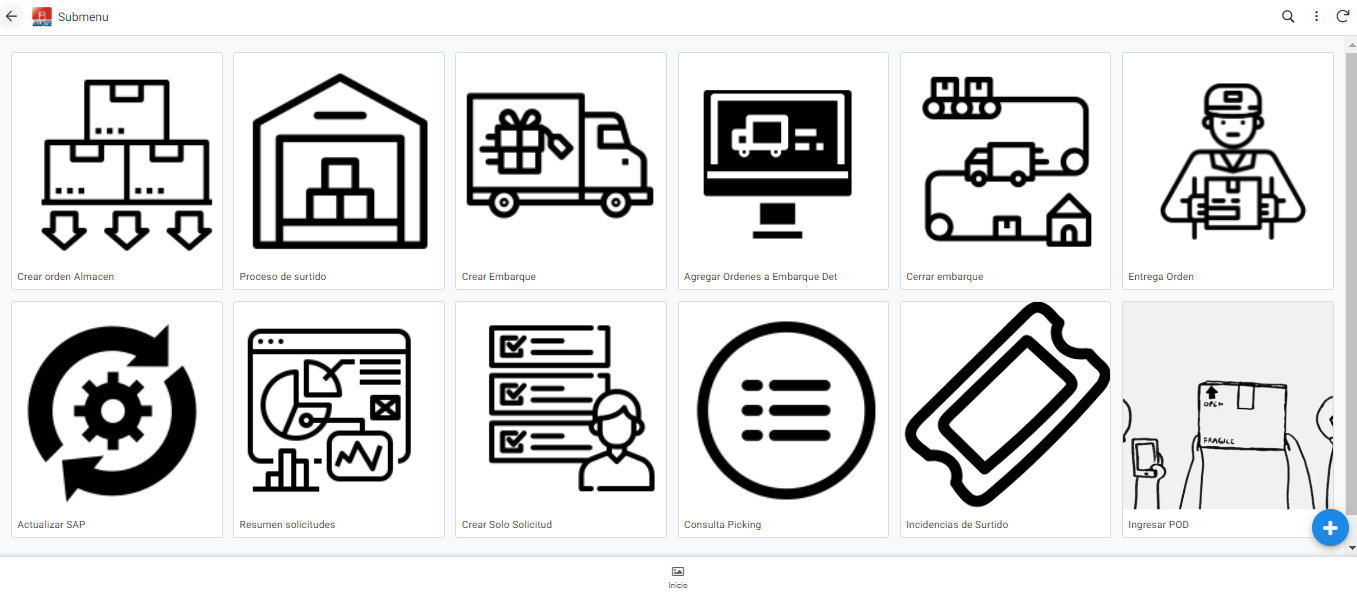 AUGE
Submenu
Crear orden Almacen
Proceso de surtido
Crear Embarque
Agregar Ordenes a Embarque Det
Cerrar embarque
Entrega Orden
Actualizar SAP
Resumen solicitudes
Crear Solo Solicitud
Consulta Picking
Incidencias de Surtido
OPEN
FRAGILE
Ingresar POD
Inicio